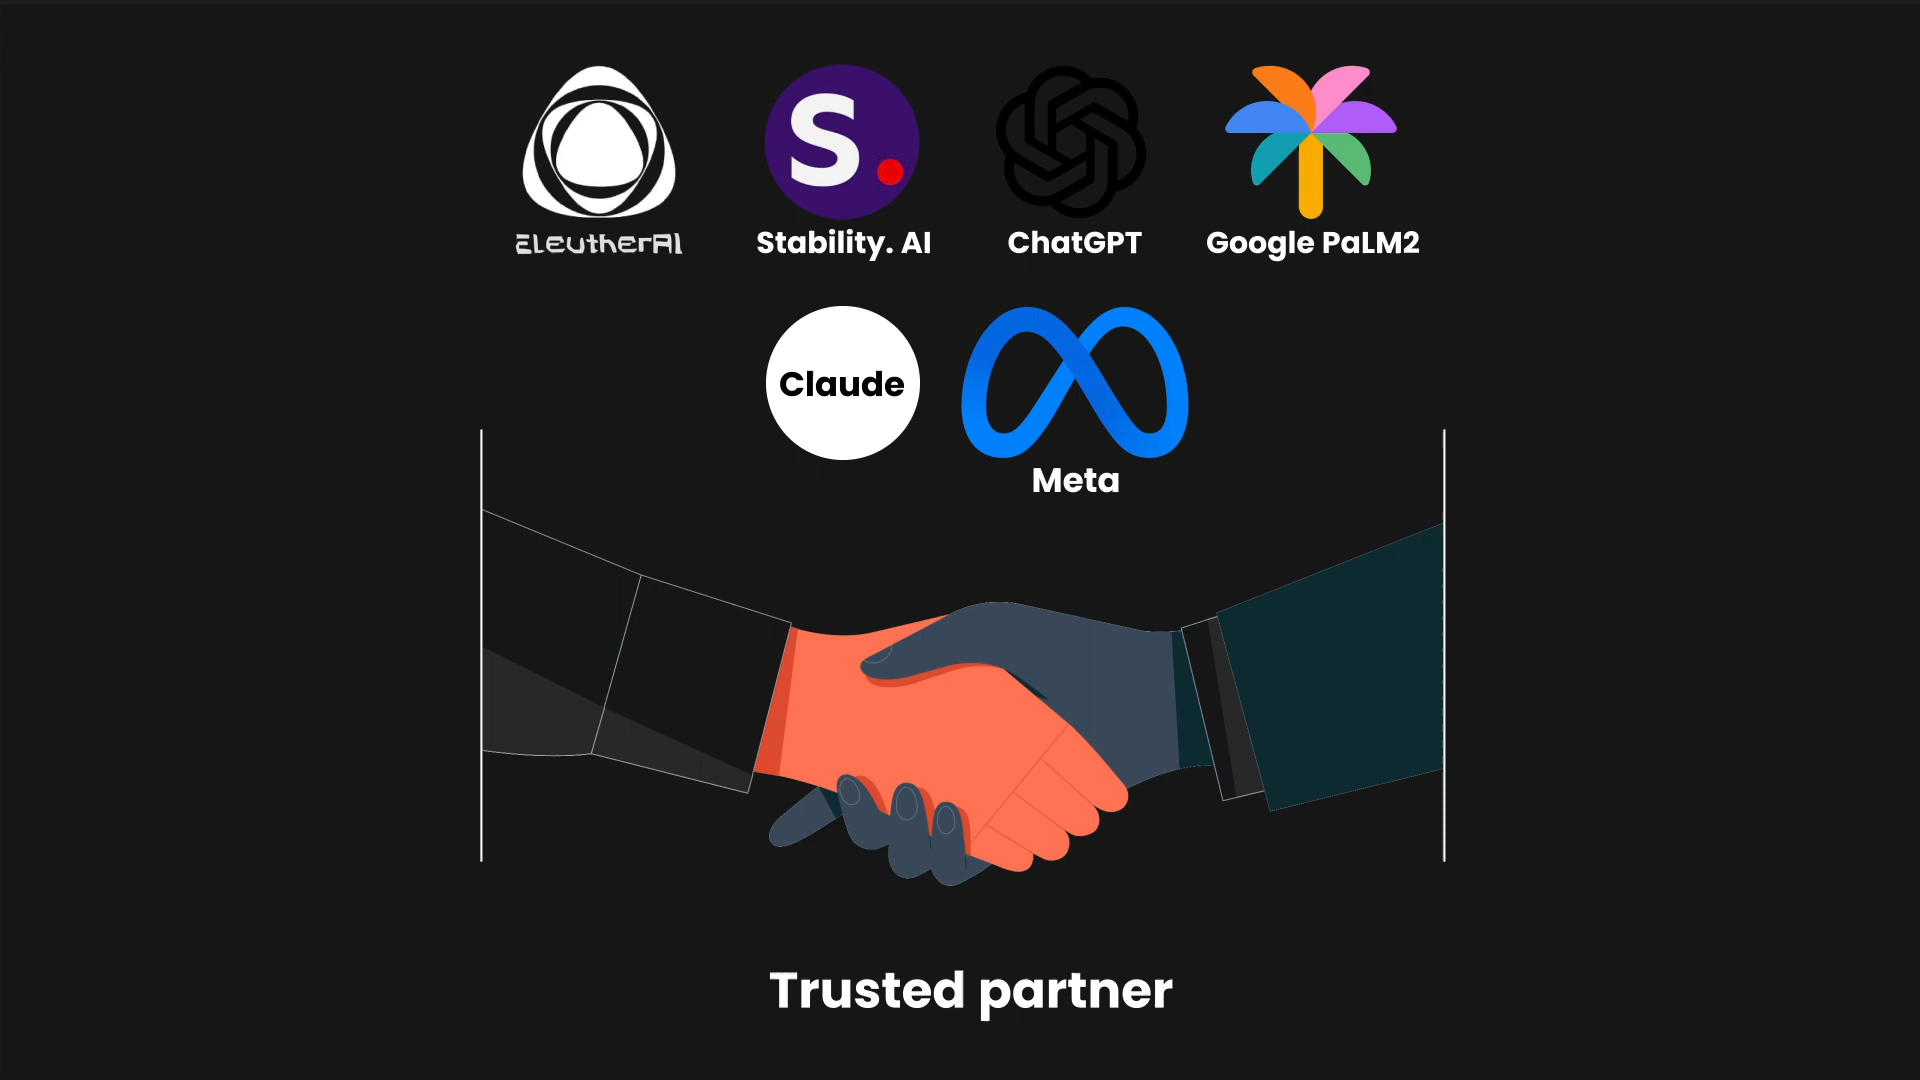 EleutherAI
S.
Stability. AI
ChatGPT
Google PaLM2
Claude
Meta
Trusted partner